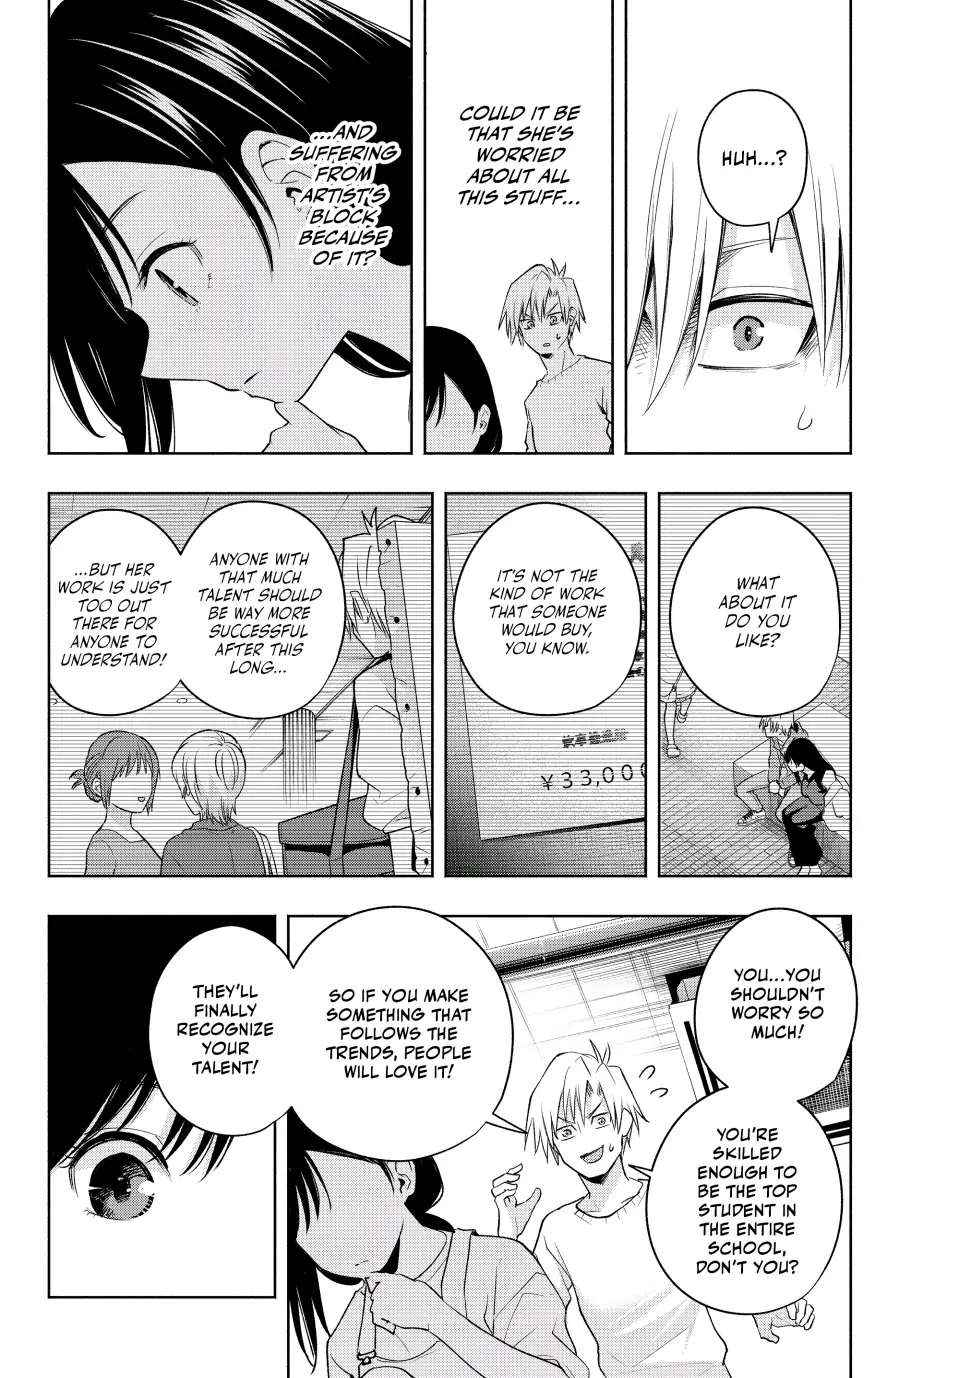 HUH...?
COULD IT BE
THAT SHE'S
WORRIED
ABOUT ALL
THIS STUFF...
...AND
SUFFERING
FROM
ARTIST'S
BLOCK
BECAUSE
OF IT?
WHAT
ABOUT IT
DO YOU
LIKE?
IT'S NOT THE
KIND OF WORK
THAT SOMEONE
WOULD BUY,
YOU KNOW.
¥33,000
ANYONE WITH
THAT MUCH
TALENT SHOULD
BE WAY MORE
SUCCESSFUL
AFTER THIS
LONG...
...BUT HER
WORK IS JUST
TOO OUT
THERE FOR
ANYONE TO
UNDERSTAND!
YOU...YOU
SHOULDN'T
WORRY SO
MUCH!
YOU'RE
SKILLED
ENOUGH TO
BE THE TOP
STUDENT IN
THE ENTIRE
SCHOOL,
DON'T YOU?
SO IF YOU MAKE
SOMETHING THAT
FOLLOWS THE
TRENDS, PEOPLE
WILL LOVE IT!
THEY'LL
FINALLY
RECOGNIZE
YOUR
TALENT!